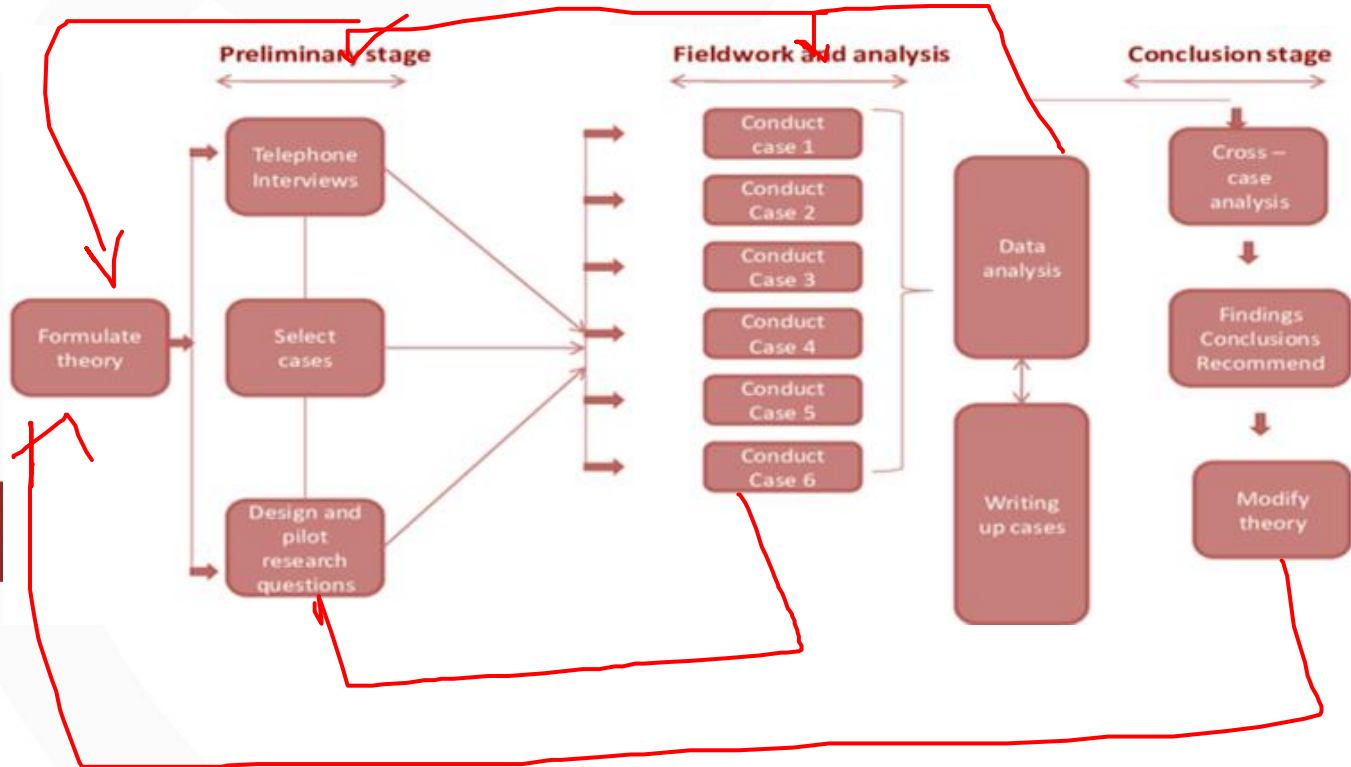 Preliminary stage
Fieldwork and analysis
Conclusion stage
Formulate
theory
Telephone
Interviews
Select
cases
Design and
pilot
research
questions
Conduct
case 1
Conduct
Case 2
Conduct
Case 3
Conduct
Case 4
Conduct
Case 5
Conduct
Case 6
Data
analysis
Writing
up cases
Cross –
case
analysis
Findings
Conclusions
Recommend
Modify
theory